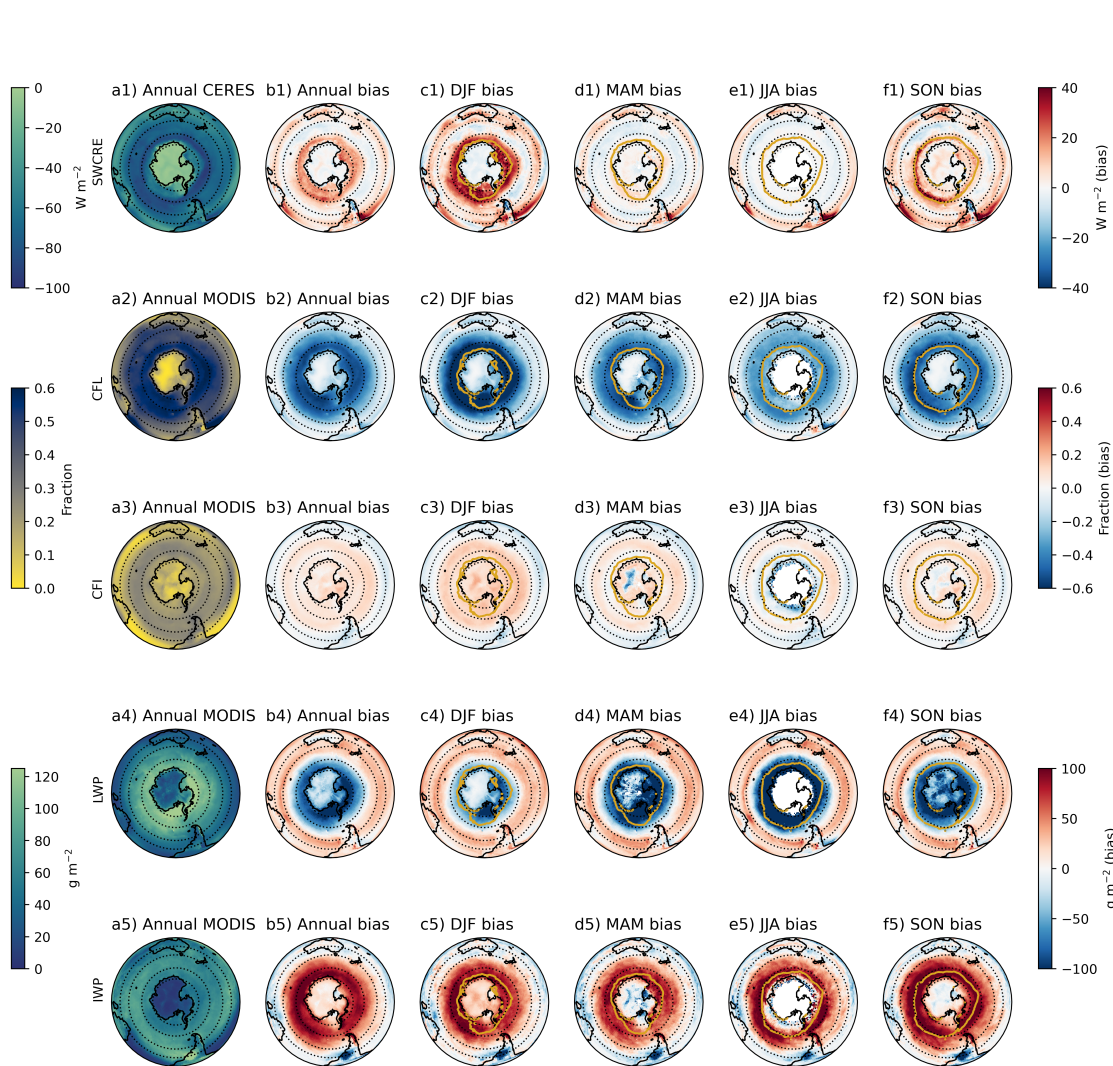 a1) Annual CERES b1) Annual bias c1) DJF bias d1) MAM bias e1) JJA bias f1) SON bias
0
−20
−40
−60
−80
−100
W m−2
SWCRE
40
20
0
−20
−40
W m−2 (bias)
a2) Annual MODIS b2) Annual bias c2) DJF bias d2) MAM bias e2) JJA bias f2) SON bias
CFL
0.6
0.5
0.4
0.3
0.2
0.1
0.0
Fraction
0.6
0.4
0.2
0.0
−0.2
−0.4
−0.6
Fraction (bias)
a3) Annual MODIS b3) Annual bias c3) DJF bias d3) MAM bias e3) JJA bias f3) SON bias
CFI
a4) Annual MODIS b4) Annual bias c4) DJF bias d4) MAM bias e4) JJA bias f4) SON bias
LWP
120
100
80
60
40
20
0
g m−2
100
50
0
−50
−100
g m−2 (bias)
a5) Annual MODIS b5) Annual bias c5) DJF bias d5) MAM bias e5) JJA bias f5) SON bias
IWP